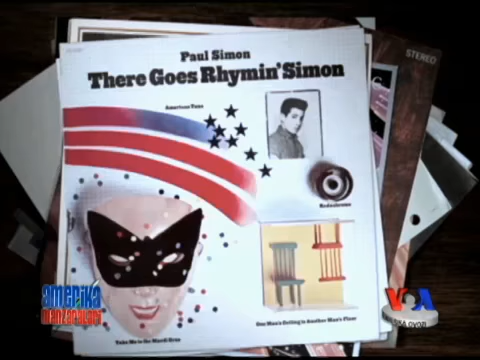 STEREO
Paul Simon
There Goes Rhymin' Simon
American Tune
Kodachrome
One Man's Ceiling is Another Man's Floor
Take Me to the Mardi Gras
amerika
manzaralari
VOA